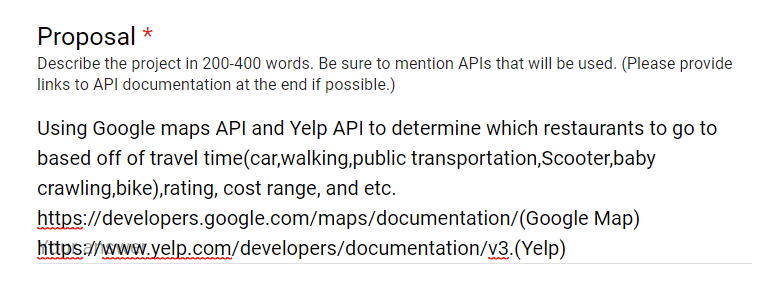 Proposal *
Describe the project in 200-400 words. Be sure to mention APIs that will be used. (Please provide
links to API documentation at the end if possible.)
Using Google maps API and Yelp API to determine which restaurants to go to
based off of travel time(car,walking,public transportation,Scooter,baby
crawling,bike),rating, cost range, and etc.
https://developers.google.com/maps/documentation/(Google Map)
https://www.yelp.com/developers/documentation/v3.(Yelp)